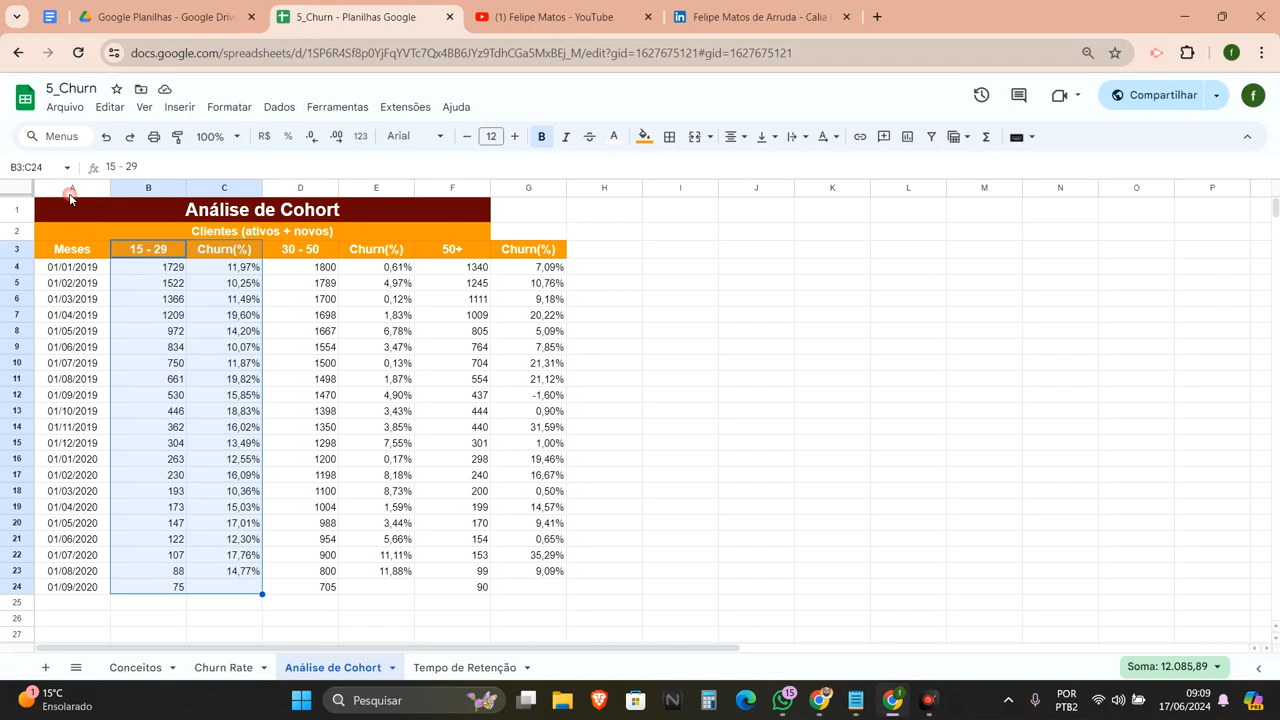 Google Planilhas - Google Drive
5_Churn - Planilhas Google
(1) Felipe Matos - YouTube
Felipe Matos de Arruda - Calia
docs.google.com/spreadsheets/d/1SP6R4Sf8p0YjFqYVTc7Qx4BB6JYz9TdhCGa5MxBEj_M/edit?gid=1627675121#gid=1627675121
f
5_Churn
Arquivo Editar Ver Inserir Formatar Dados Ferramentas Extensões Ajuda
Compartilhar
f
Menus 100% R$ % .0 .00 123 Arial 12 B I A
B3:C24 fx 15 - 29
A B C D E F G H I J K L M N O P
1 Análise de Cohort
2 Clientes (ativos + novos)
3 Meses 15 - 29 Churn(%) 30 - 50 Churn(%) 50+ Churn(%)
4 01/01/2019 1729 11,97% 1800 0,61% 1340 7,09%
5 01/02/2019 1522 10,25% 1789 4,97% 1245 10,76%
6 01/03/2019 1366 11,49% 1700 0,12% 1111 9,18%
7 01/04/2019 1209 19,60% 1698 1,83% 1009 20,22%
8 01/05/2019 972 14,20% 1667 6,78% 805 5,09%
9 01/06/2019 834 10,07% 1554 3,47% 764 7,85%
10 01/07/2019 750 11,87% 1500 0,13% 704 21,31%
11 01/08/2019 661 19,82% 1498 1,87% 554 21,12%
12 01/09/2019 530 15,85% 1470 4,90% 437 -1,60%
13 01/10/2019 446 18,83% 1398 3,43% 444 0,90%
14 01/11/2019 362 16,02% 1350 3,85% 440 31,59%
15 01/12/2019 304 13,49% 1298 7,55% 301 1,00%
16 01/01/2020 263 12,55% 1200 0,17% 298 19,46%
17 01/02/2020 230 16,09% 1198 8,18% 240 16,67%
18 01/03/2020 193 10,36% 1100 8,73% 200 0,50%
19 01/04/2020 173 15,03% 1004 1,59% 199 14,57%
20 01/05/2020 147 17,01% 988 3,44% 170 9,41%
21 01/06/2020 122 12,30% 954 5,66% 154 0,65%
22 01/07/2020 107 17,76% 900 11,11% 153 35,29%
23 01/08/2020 88 14,77% 800 11,88% 99 9,09%
24 01/09/2020 75 705 90
25
26
27
Conceitos Churn Rate Análise de Cohort Tempo de Retenção Soma: 12.085,89
1 15°C
Ensolarado
Pesquisar
15
POR
PTB2
09:09
17/06/2024